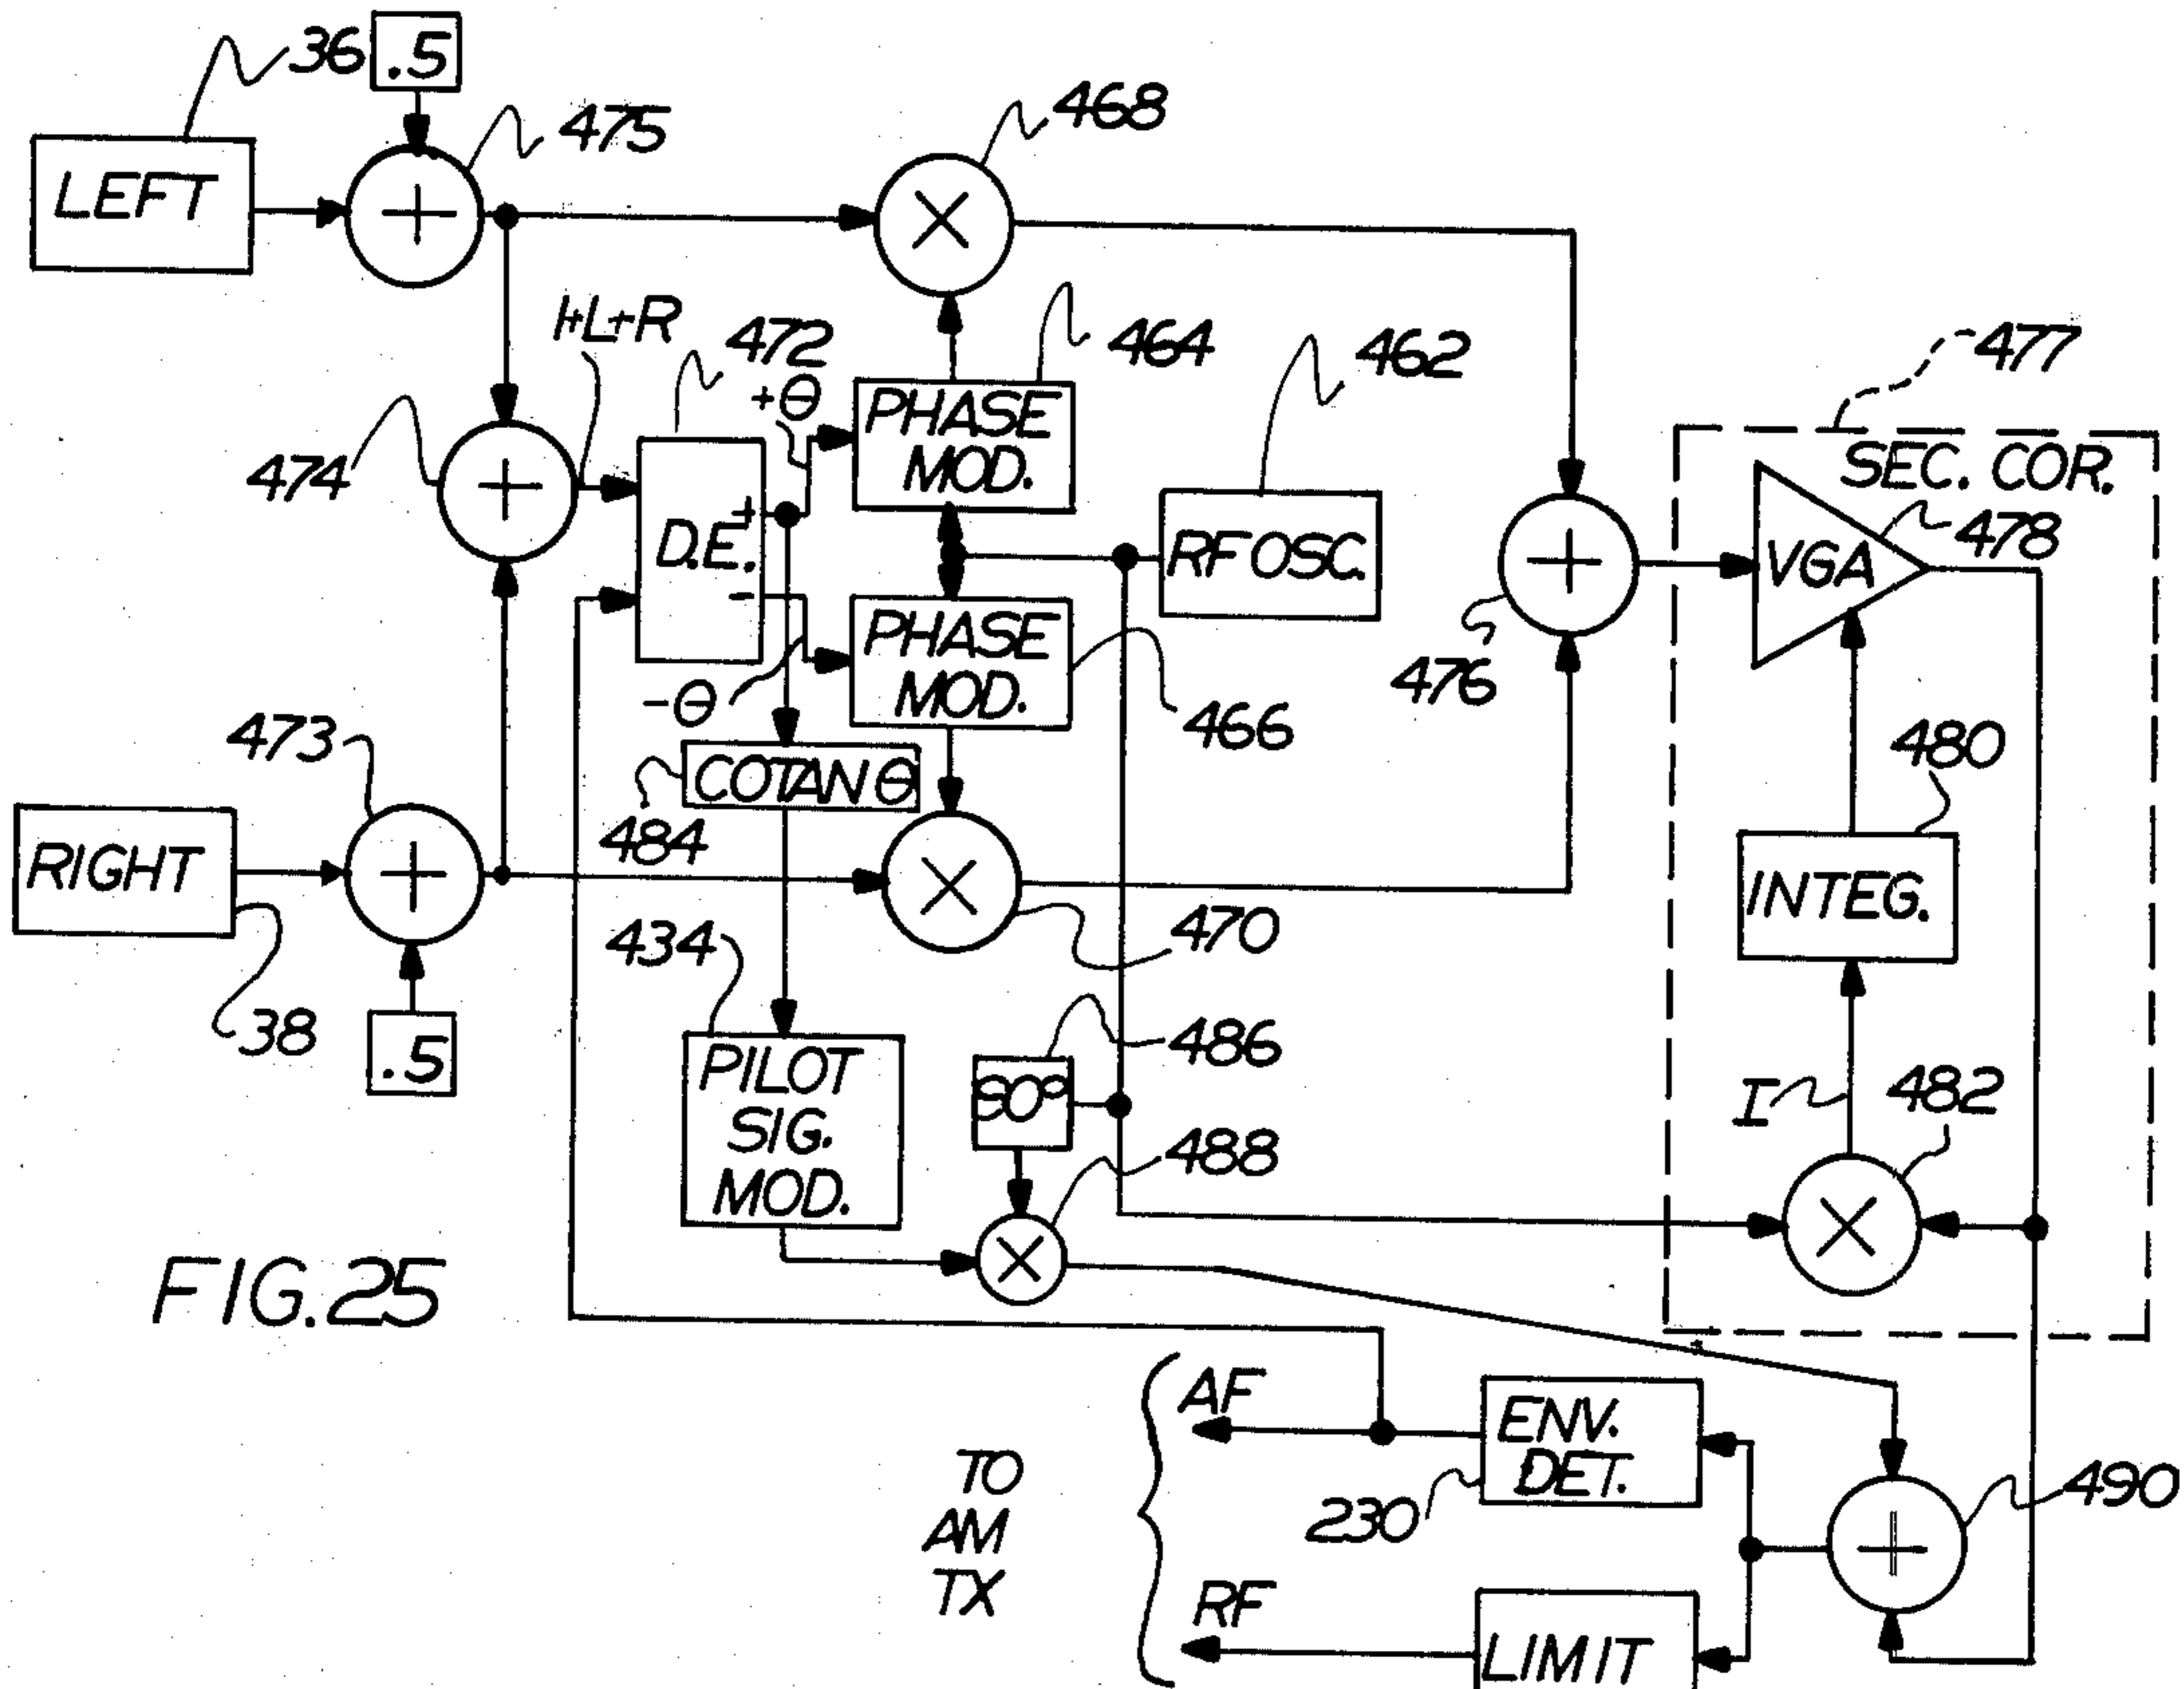 36
.5
475
468
LEFT
+
×
1+L+R
472
464
462
477
+θ
PHASE
MOD.
SEC. COR.
478
474
+
D.E.
+
-
RF OSC.
+
VGA
PHASE
MOD.
476
-θ
466
473
480
COTAN θ
484
RIGHT
+
×
INTEG.
434
470
38
.5
486
PILOT
SIG.
MOD.
90°
I
482
488
×
×
FIG. 25
AF
ENV.
DET.
TO
AM
TX
230
+
490
RF
LIMIT